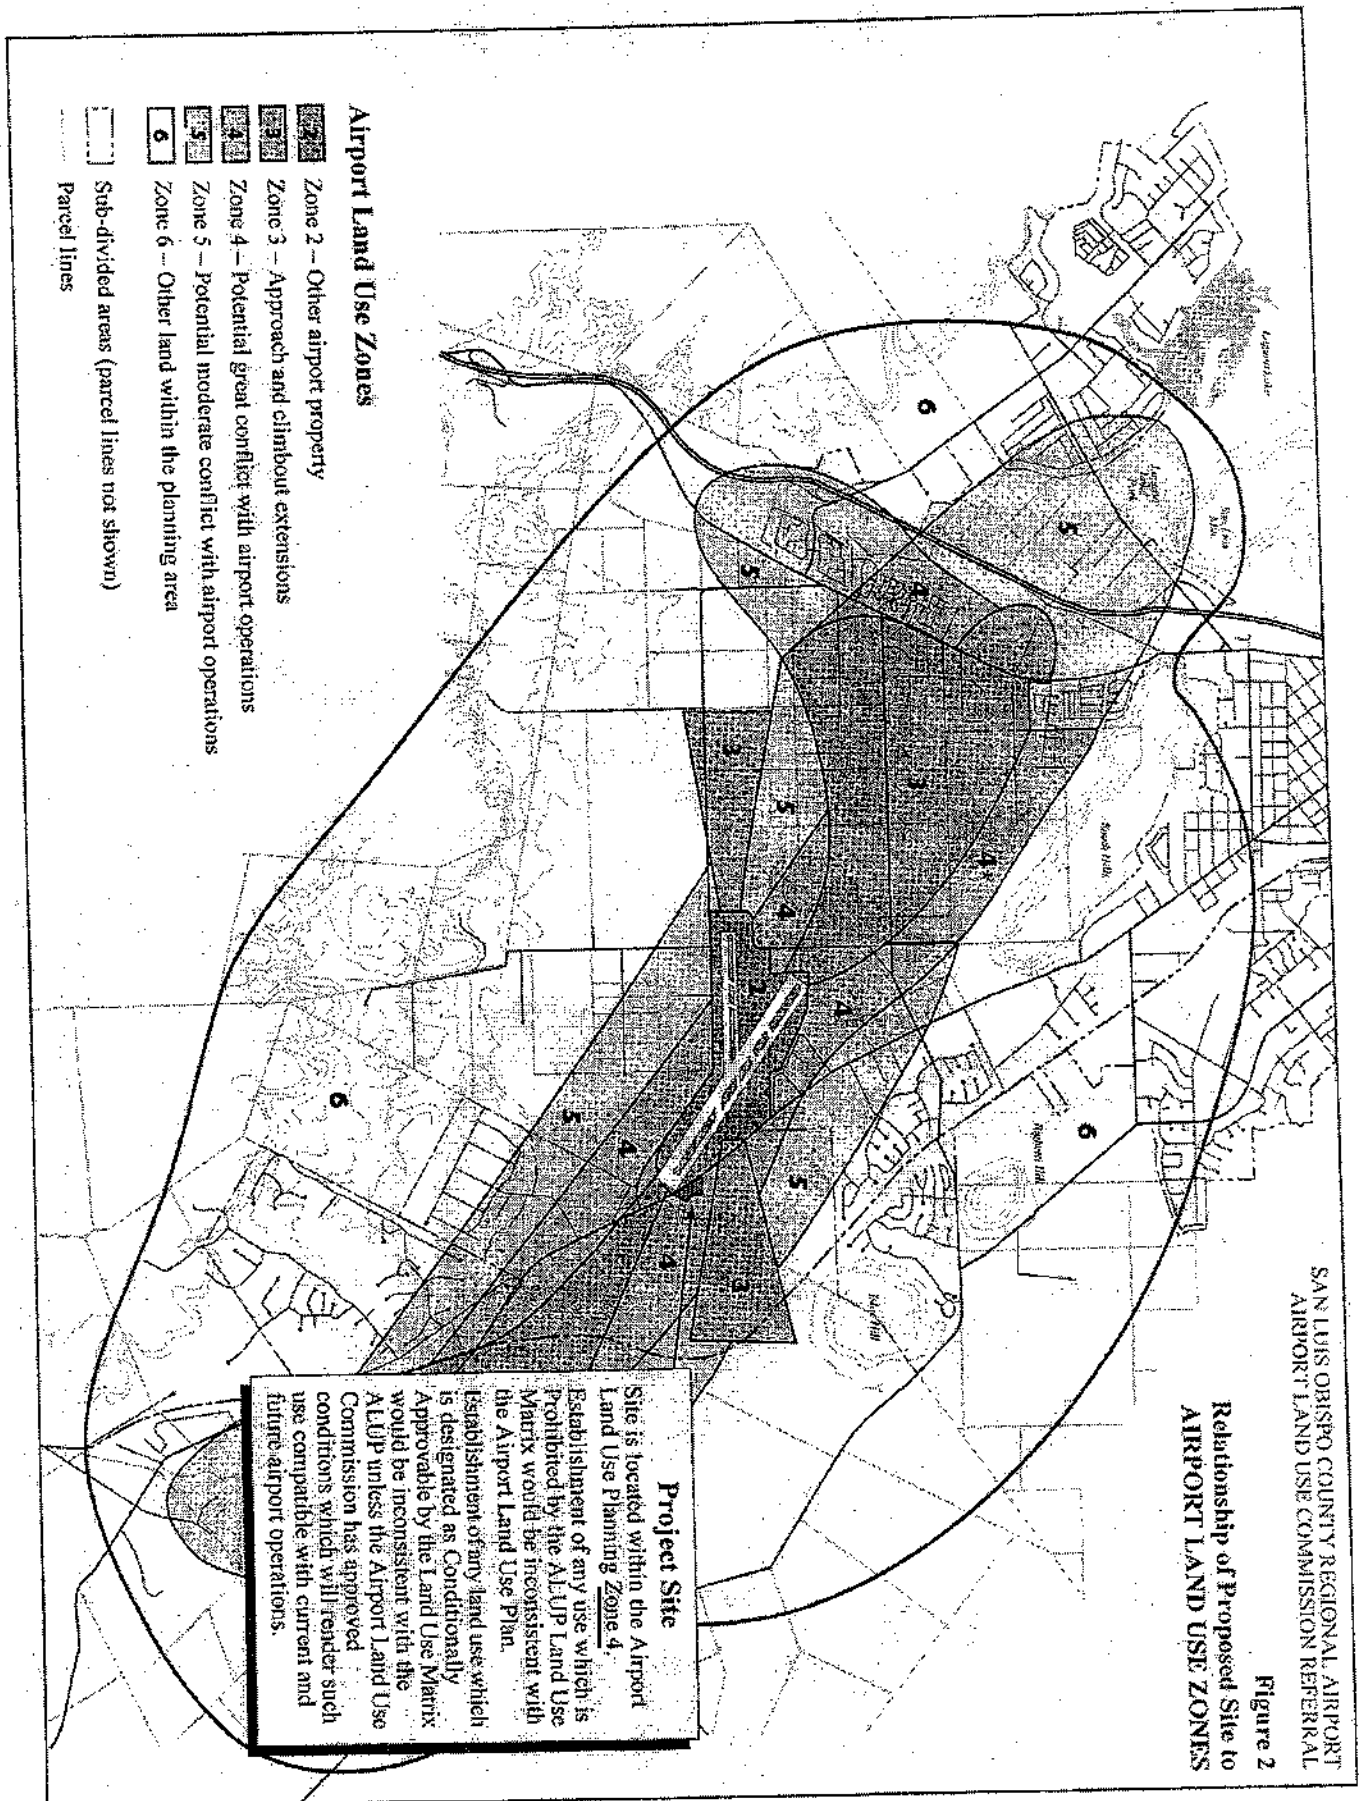 SAN LUIS OBISPO COUNTY REGIONAL AIRPORT
AIRPORT LAND USE COMMISSION REFERRAL
Figure 2
Relationship of Proposed Site to
AIRPORT LAND USE ZONES
Laguna Lake
South Hills
6
5
4
5
3
4
3
5
4
2
4
5
6
3
4
5
4
6
Project Site
Site is located within the Airport
Land Use Planning Zone 4.
Establishment of any use which is
Prohibited by the ALUP Land Use
Matrix would be inconsistent with
the Airport Land Use Plan.
Establishment of any land use which
is designated as Conditionally
Approvable by the Land Use Matrix
would be inconsistent with the
ALUP unless the Airport Land Use
Commission has approved
conditions which will render such
use compatible with current and
future airport operations.
Airport Land Use Zones
2 Zone 2 – Other airport property
3 Zone 3 – Approach and climbout extensions
4 Zone 4 – Potential great conflict with airport operations
5 Zone 5 – Potential moderate conflict with airport operations
6 Zone 6 – Other land within the planning area
Sub-divided areas (parcel lines not shown)
Parcel lines